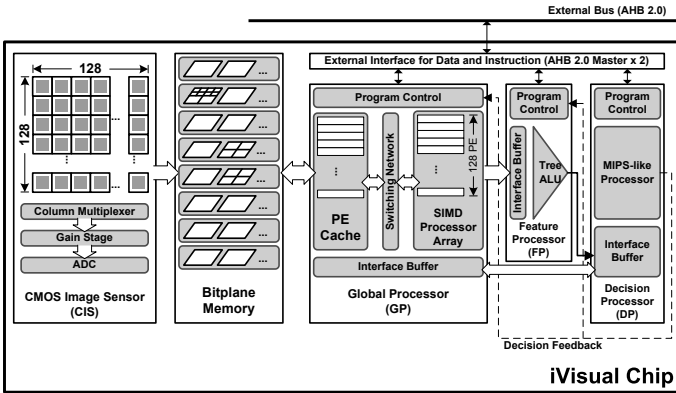 External Bus (AHB 2.0)
External Interface for Data and Instruction (AHB 2.0 Master x 2)
128
128
...
...
Column Multiplexer
Gain Stage
ADC
CMOS Image Sensor
(CIS)
...
...
...
...
...
...
...
...
Bitplane
Memory
Program Control
...
PE
Cache
Switching Network
...
128 PE
SIMD
Processor
Array
Interface Buffer
Global Processor
(GP)
Program
Control
Interface Buffer
Tree
ALU
Feature
Processor
(FP)
Program
Control
MIPS-like
Processor
Interface
Buffer
Decision
Processor
(DP)
Decision Feedback
iVisual Chip